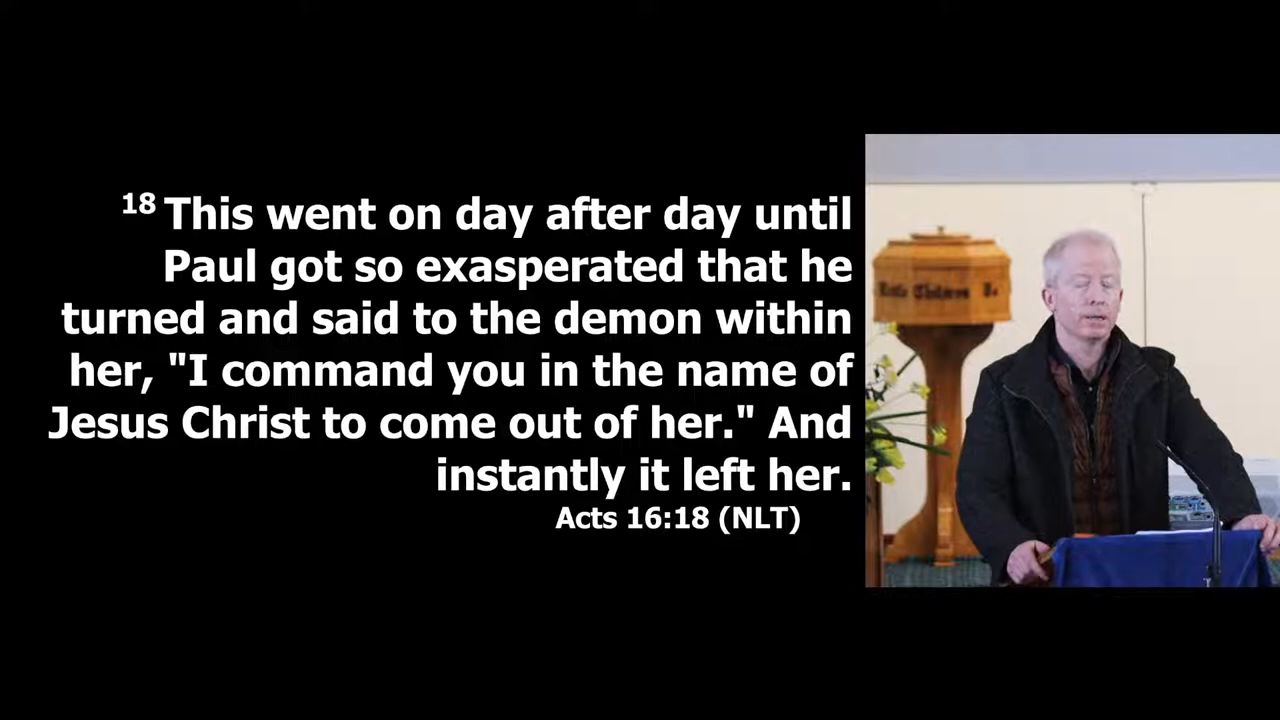 18 This went on day after day until
Paul got so exasperated that he
turned and said to the demon within
her, "I command you in the name of
Jesus Christ to come out of her." And
instantly it left her.
Acts 16:18 (NLT)